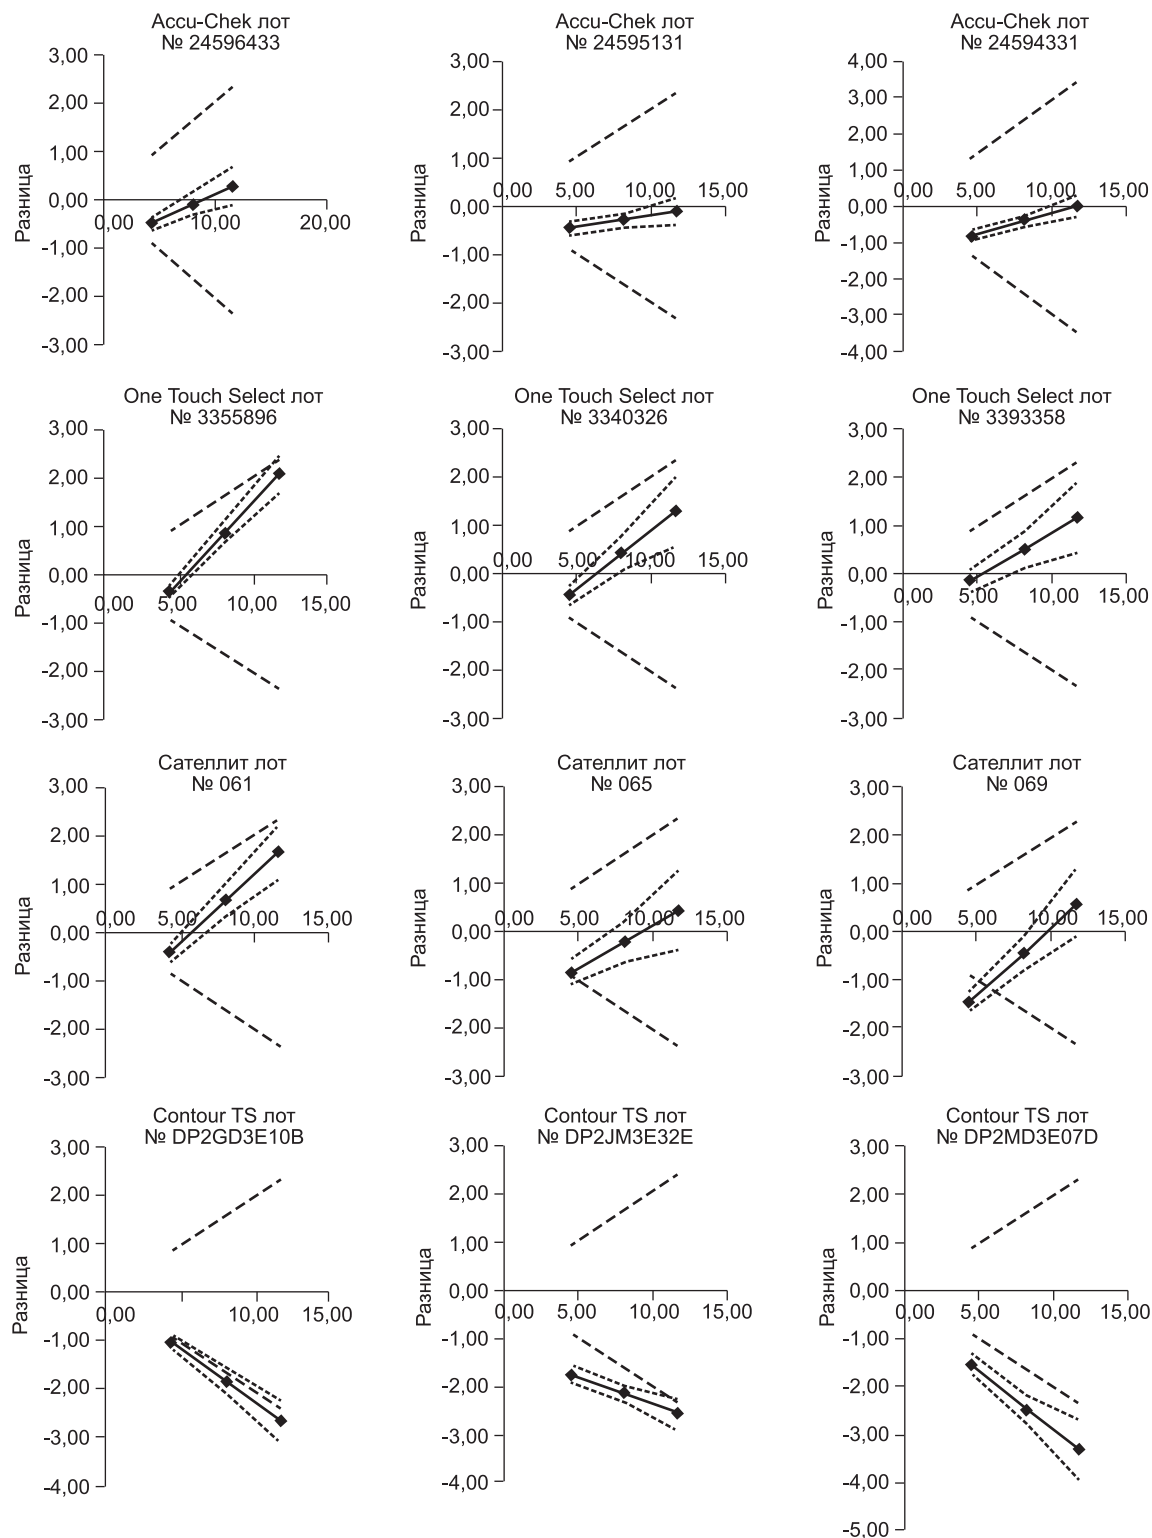 Accu-Chek лот
№ 24596433
3,00
2,00
1,00
0,00
-1,00
-2,00
-3,00
0,00 10,00 20,00
Разница
Accu-Chek лот
№ 24595131
3,00
2,00
1,00
0,00
-1,00
-2,00
-3,00
0,00 5,00 10,00 15,00
Accu-Chek лот
№ 24594331
4,00
3,00
2,00
1,00
0,00
-1,00
-2,00
-3,00
-4,00
0,00 5,00 10,00 15,00
One Touch Select лот
№ 3355896
3,00
2,00
1,00
0,00
-1,00
-2,00
-3,00
0,00 5,00 10,00 15,00
Разница
One Touch Select лот
№ 3340326
3,00
2,00
1,00
0,00
-1,00
-2,00
-3,00
0,00 5,00 10,00 15,00
Разница
One Touch Select лот
№ 3393358
3,00
2,00
1,00
0,00
-1,00
-2,00
-3,00
0,00 5,00 10,00 15,00
Разница
Сателлит лот
№ 061
3,00
2,00
1,00
0,00
-1,00
-2,00
-3,00
0,00 5,00 10,00 15,00
Разница
Сателлит лот
№ 065
3,00
2,00
1,00
0,00
-1,00
-2,00
-3,00
0,00 5,00 10,00 15,00
Разница
Сателлит лот
№ 069
3,00
2,00
1,00
0,00
-1,00
-2,00
-3,00
0,00 5,00 10,00 15,00
Разница
Contour TS лот
№ DP2GD3E10B
3,00
2,00
1,00
0,00
-1,00
-2,00
-3,00
-4,00
0,00 10,00 15,00
Разница
Contour TS лот
№ DP2JM3E32E
3,00
2,00
1,00
0,00
-1,00
-2,00
-3,00
-4,00
0,00 5,00 10,00 15,00
Разница
Contour TS лот
№ DP2MD3E07D
3,00
2,00
1,00
0,00
-1,00
-2,00
-3,00
-4,00
-5,00
0,00 5,00 10,00 15,00
Разница